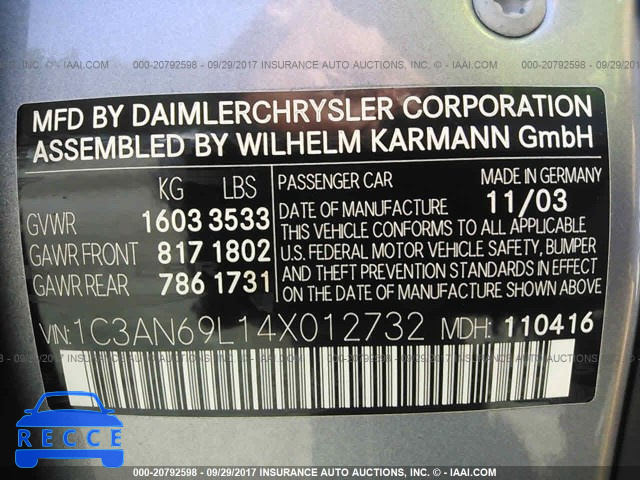 000-20792598 - 09/29/2017 INSURANCE AUTO AUCTIONS, INC. - © - IAAI.COM
MFD BY DAIMLERCHRYSLER CORPORATION
ASSEMBLED BY WILHELM KARMANN GmbH
KG LBS
GVWR 1603 3533
GAWR FRONT 817 1802
GAWR REAR 786 1731
PASSENGER CAR MADE IN GERMANY
DATE OF MANUFACTURE 11/03
THIS VEHICLE CONFORMS TO ALL APPLICABLE
U.S. FEDERAL MOTOR VEHICLE SAFETY, BUMPER
AND THEFT PREVENTION STANDARDS IN EFFECT
ON THE DATE OF MANUFACTURE SHOWN ABOVE
VIN:1C3AN69L14X012732 MDH: 110416
RECCE
000-20792598 - 09/29/2017 INSURANCE AUTO AUCTIONS, INC. - © - IAAI.COM